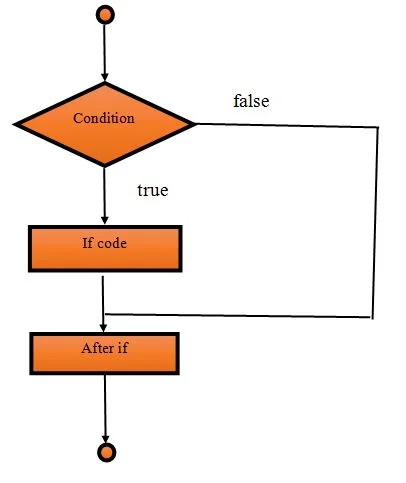 false
Condition
true
If code
After if